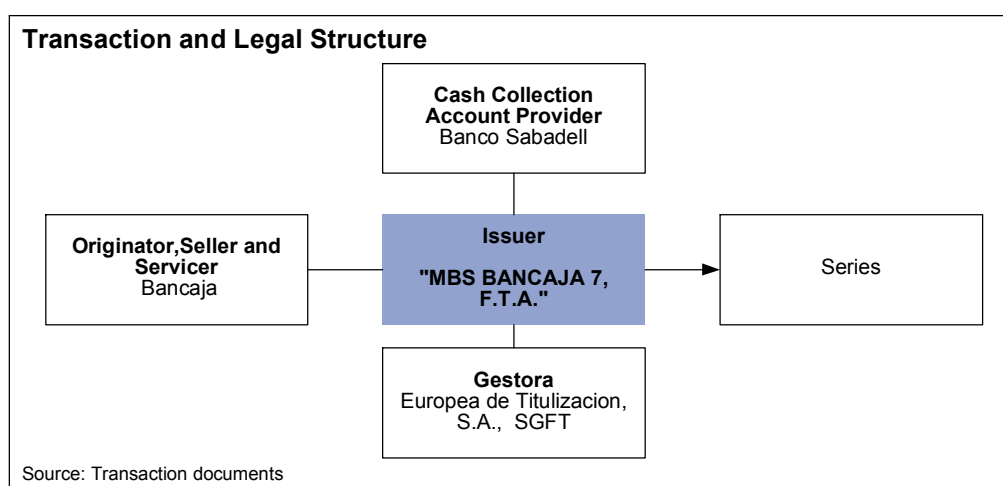 Transaction and Legal Structure
Cash Collection
Account Provider
Banco Sabadell
Originator,Seller and
Servicer
Bancaja
Issuer
"MBS BANCAJA 7,
F.T.A."
Series
Gestora
Europea de Titulizacion,
S.A., SGFT
Source: Transaction documents